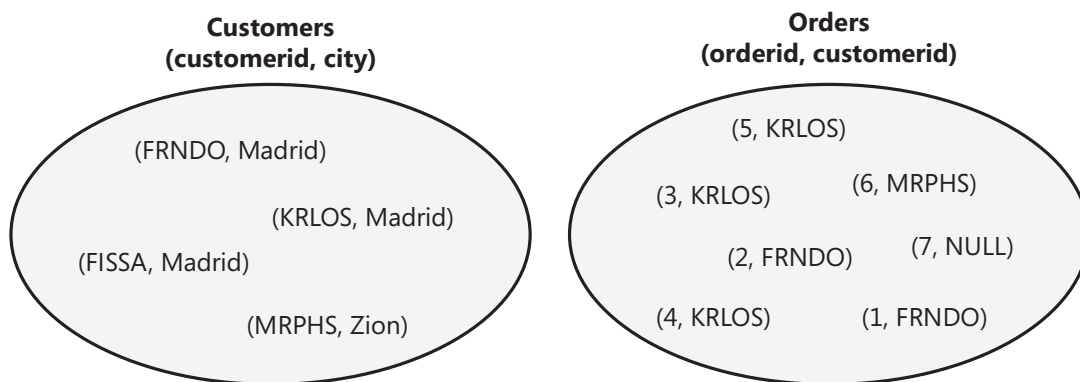 Customers
(customerid, city)
(FRNDO, Madrid)
(KRLOS, Madrid)
(FISSA, Madrid)
(MRPHS, Zion)
Orders
(orderid, customerid)
(5, KRLOS)
(3, KRLOS)
(6, MRPHS)
(2, FRNDO)
(7, NULL)
(4, KRLOS)
(1, FRNDO)